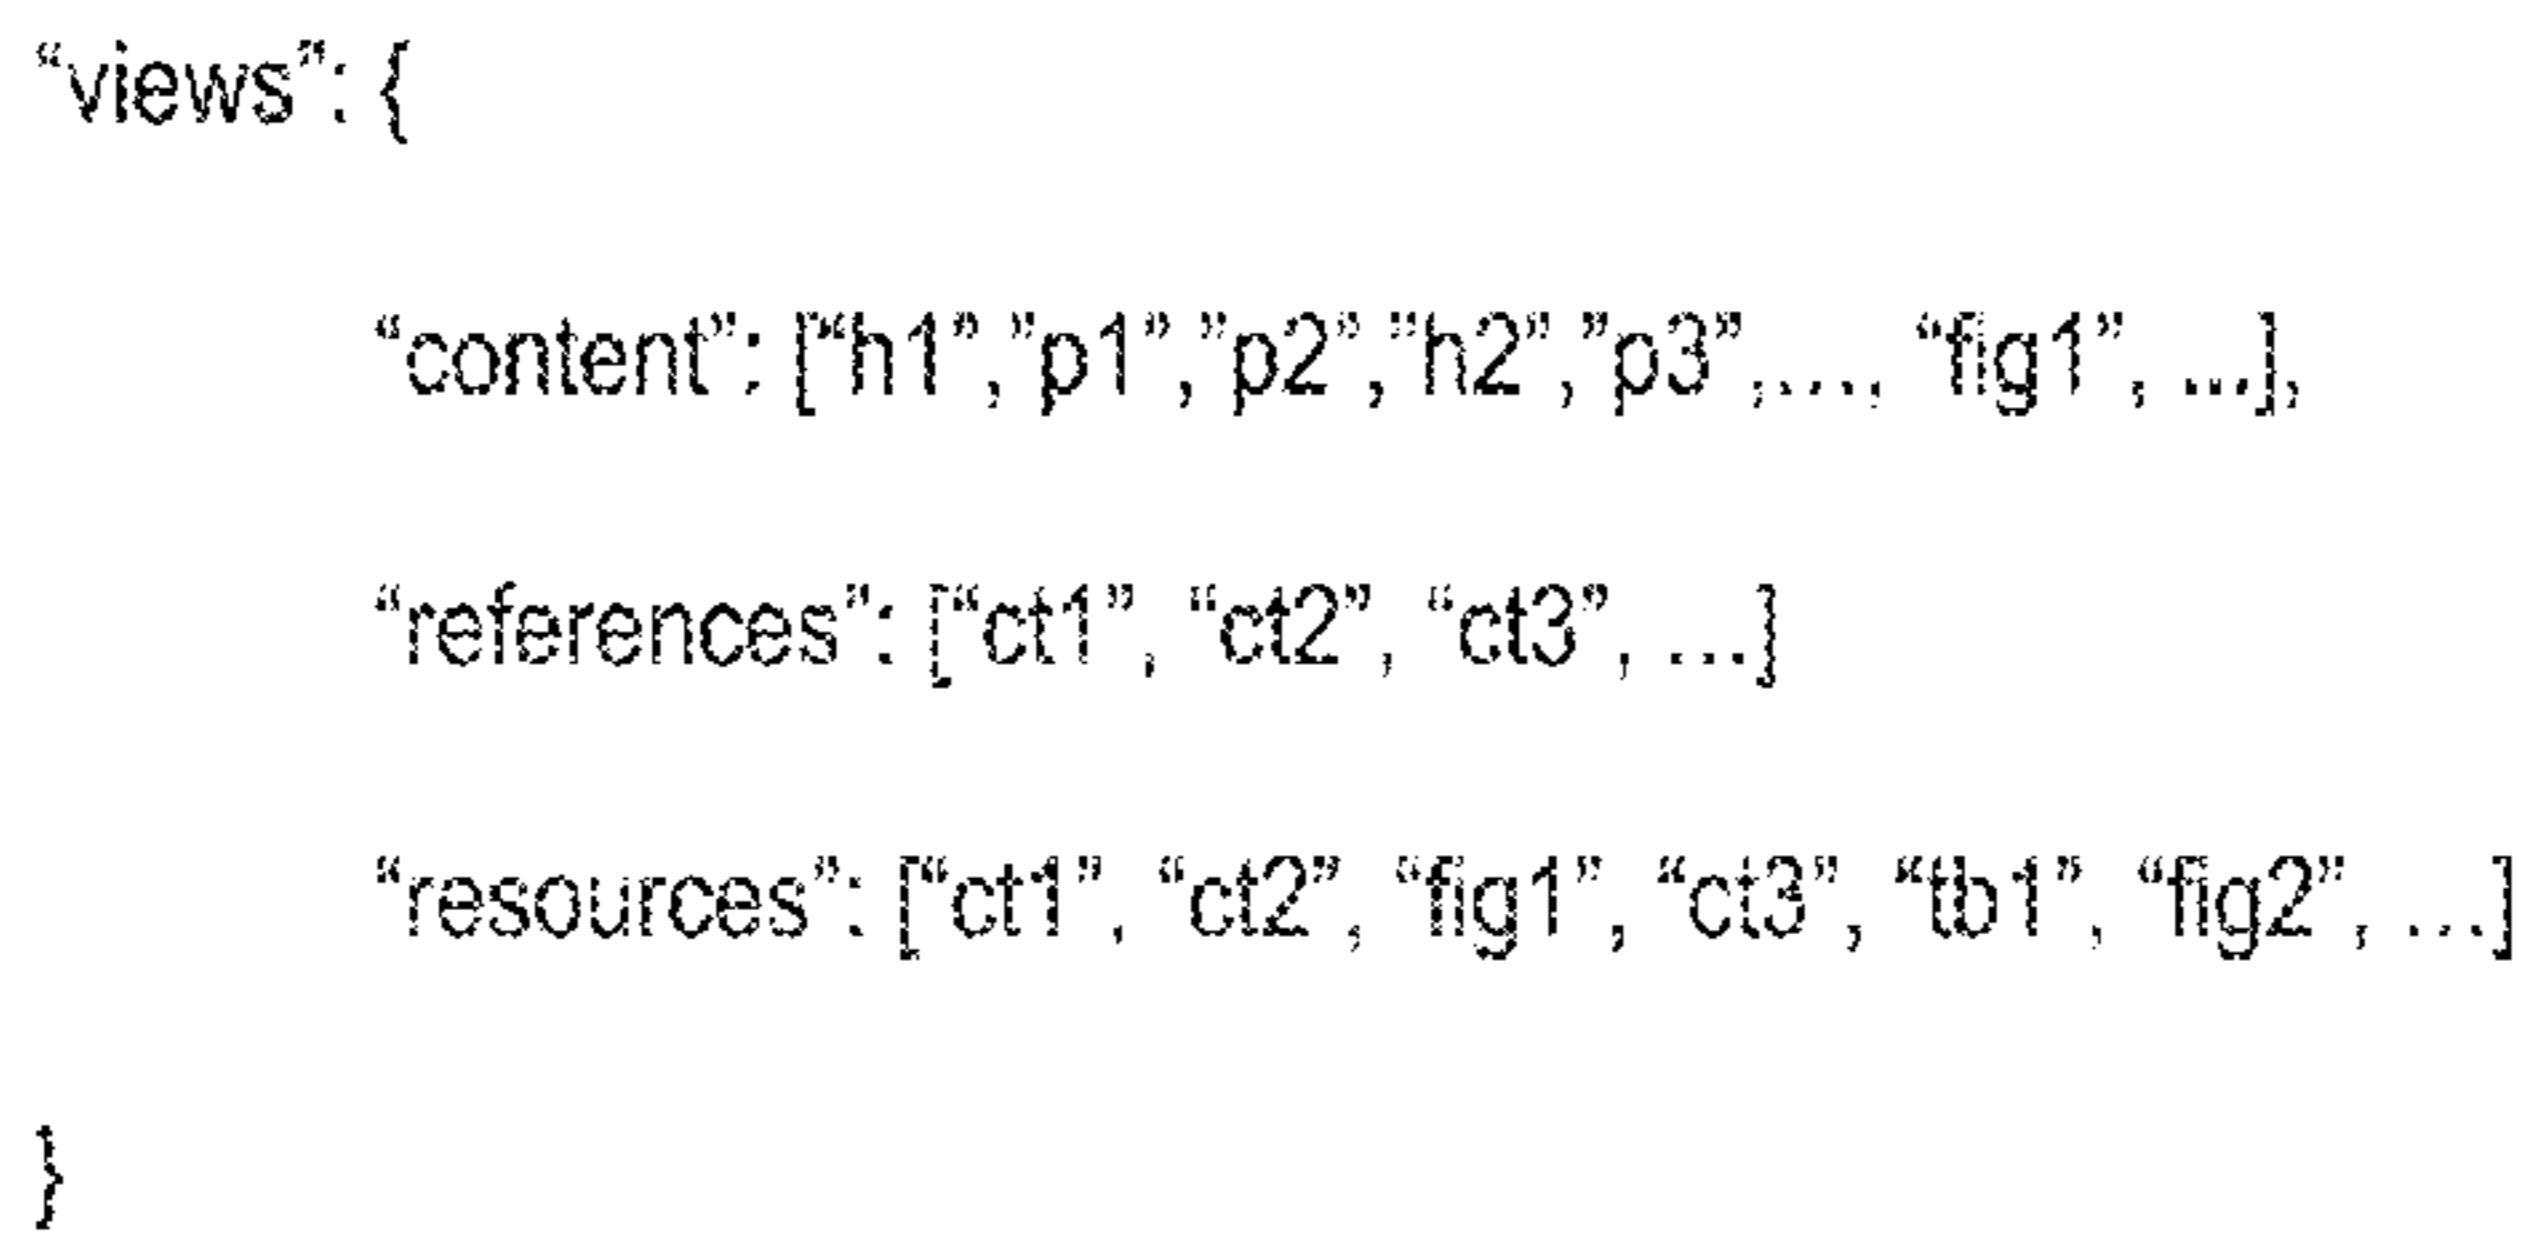 “views”: {
“content”: [“h1”,”p1”,”p2”,”h2”,”p3”,..., “fig1”, ...],
“references”: [“ct1”, “ct2”, “ct3”, ...]
“resources”: [“ct1”, “ct2”, “fig1”, “ct3”, “tb1”, “fig2”, ...]
}